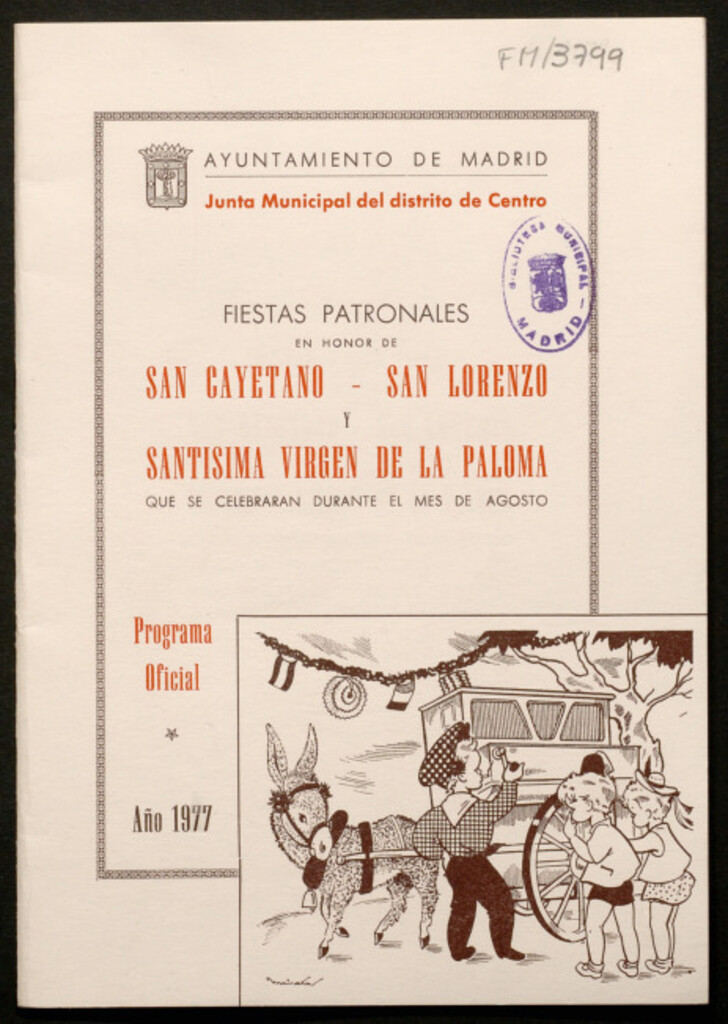 FM/3799
AYUNTAMIENTO DE MADRID
Junta Municipal del distrito de Centro
BIBLIOTECA MUNICIPAL
MADRID
FIESTAS PATRONALES
EN HONOR DE
SAN CAYETANO - SAN LORENZO
Y
SANTISIMA VIRGEN DE LA PALOMA
QUE SE CELEBRARAN DURANTE EL MES DE AGOSTO
Programa
Oficial
Año 1977